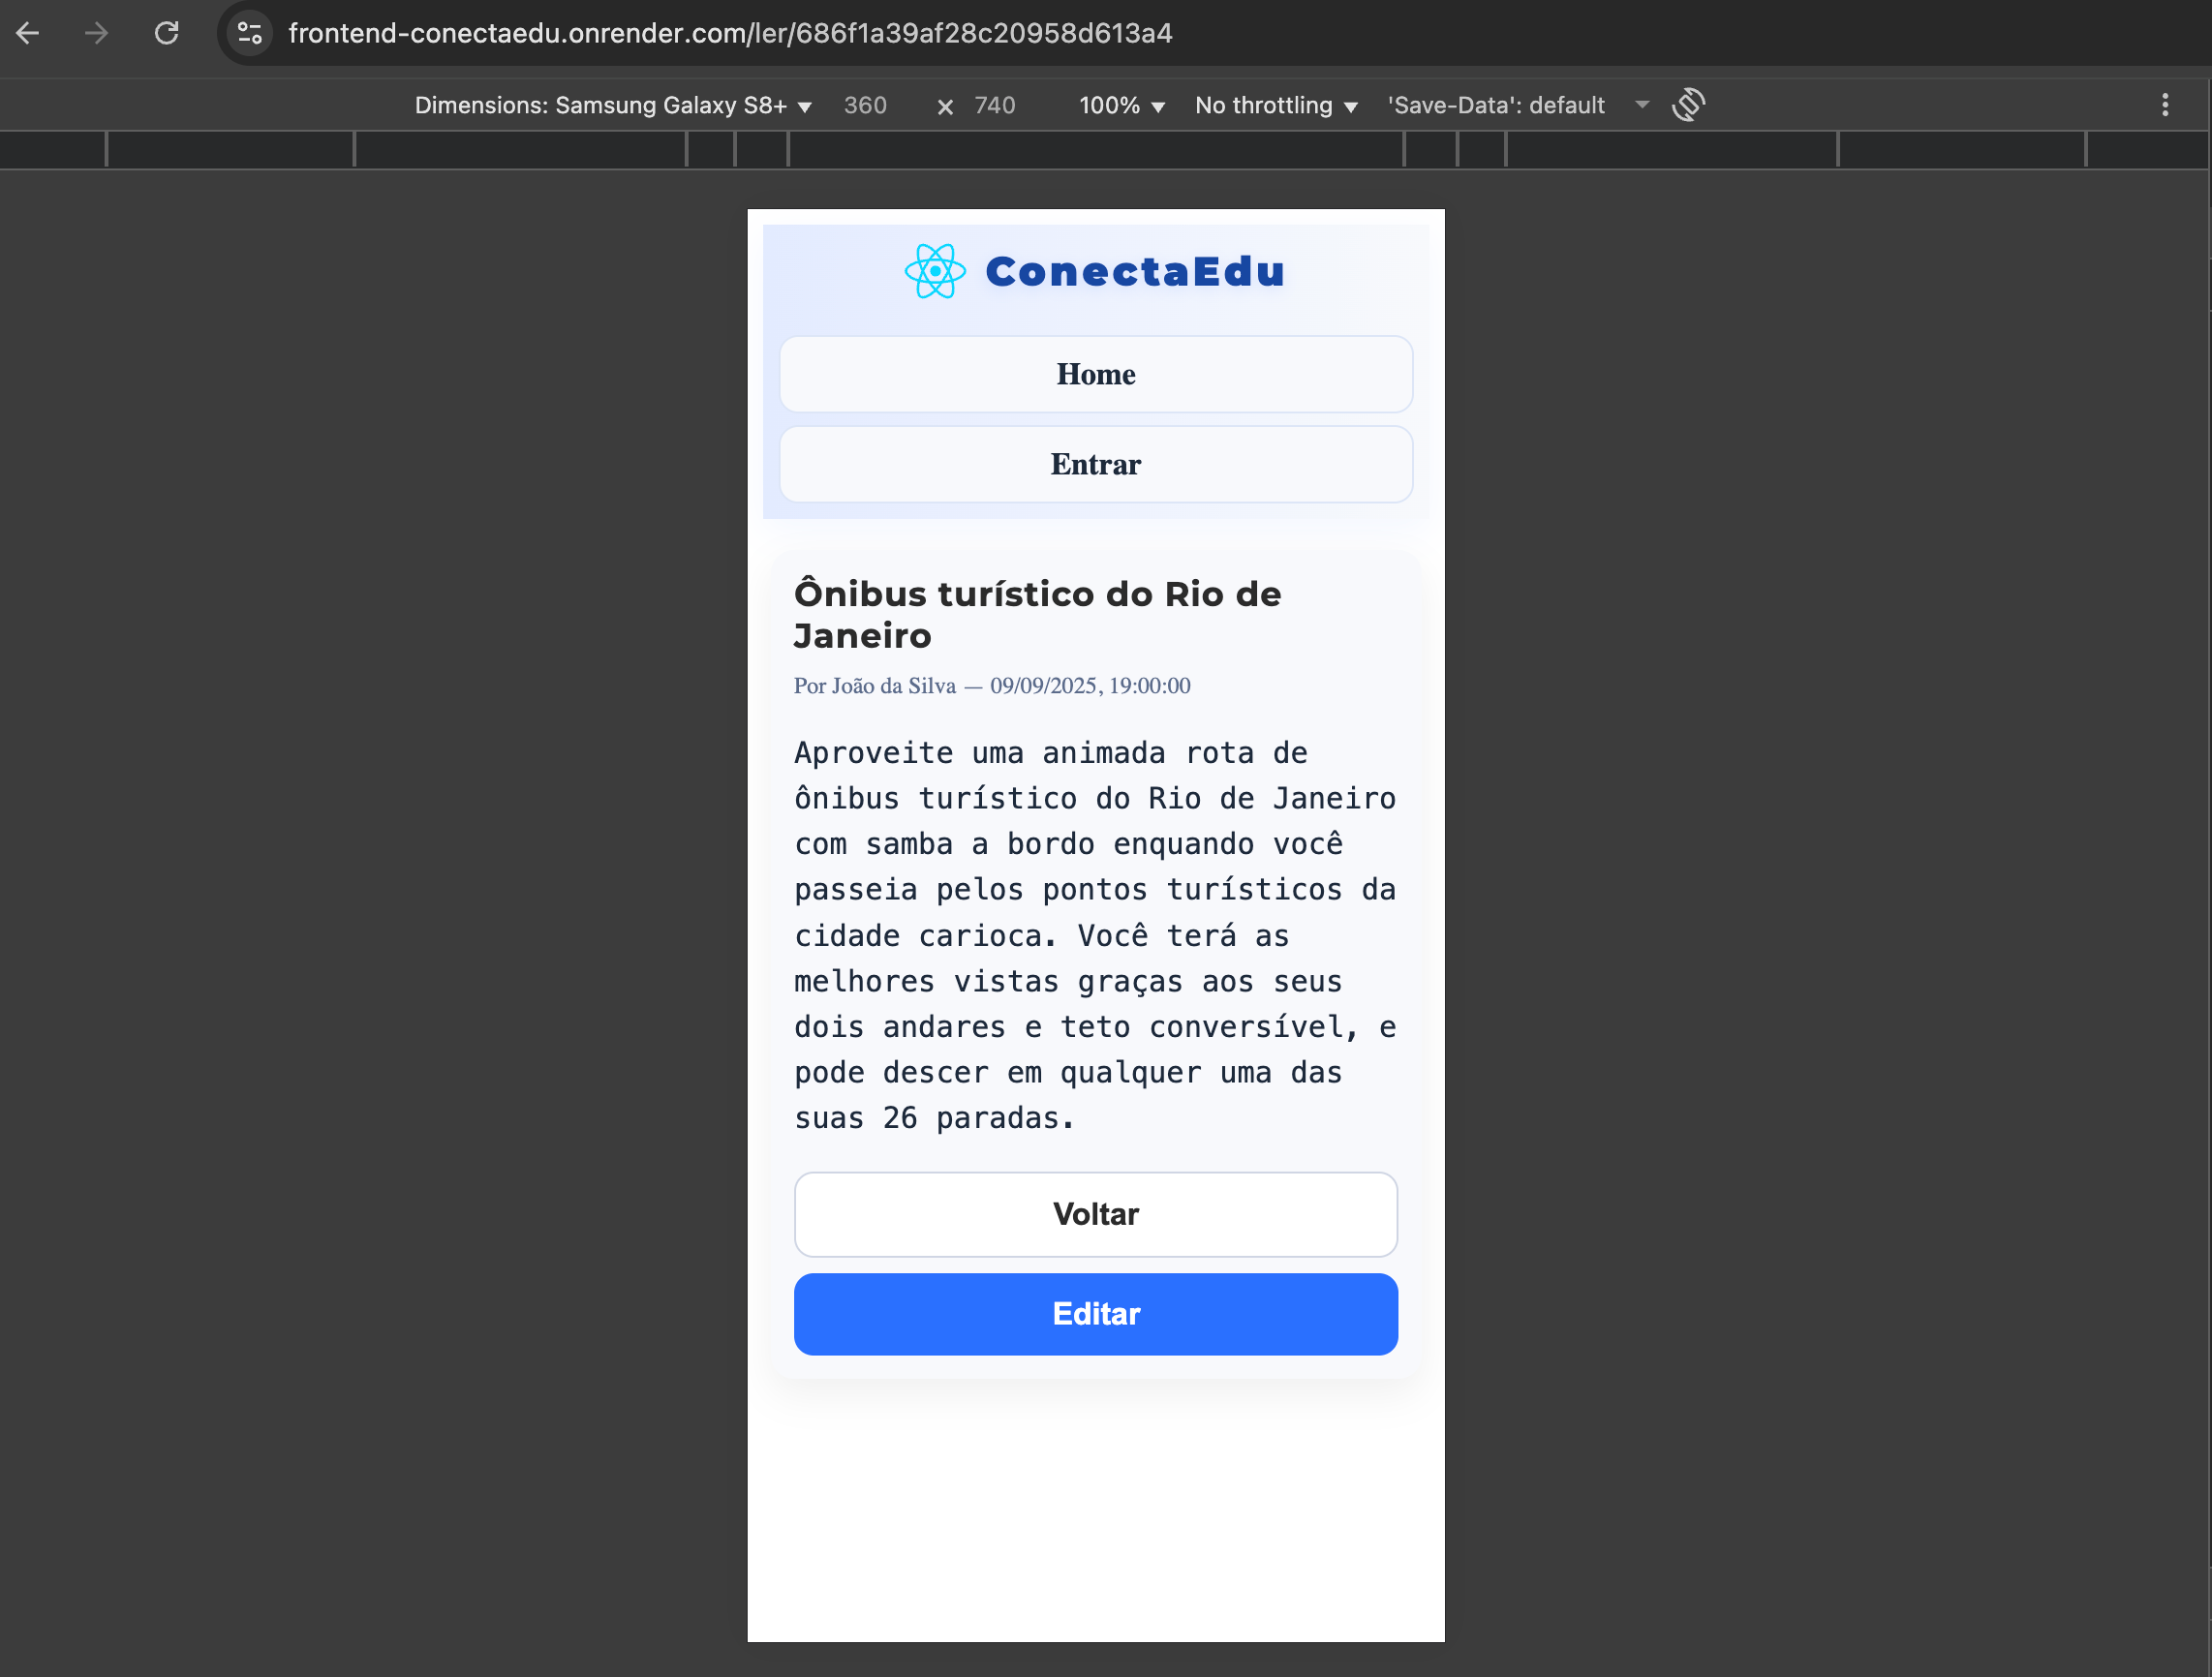 frontend-conectaedu.onrender.com/ler/686f1a39af28c20958d613a4
Dimensions: Samsung Galaxy S8+ ▼ 360 × 740 100% ▼ No throttling ▼ 'Save-Data': default
ConectaEdu
Home
Entrar
Ônibus turístico do Rio de
Janeiro
Por João da Silva — 09/09/2025, 19:00:00
Aproveite uma animada rota de
ônibus turístico do Rio de Janeiro
com samba a bordo enquando você
passeia pelos pontos turísticos da
cidade carioca. Você terá as
melhores vistas graças aos seus
dois andares e teto conversível, e
pode descer em qualquer uma das
suas 26 paradas.
Voltar
Editar